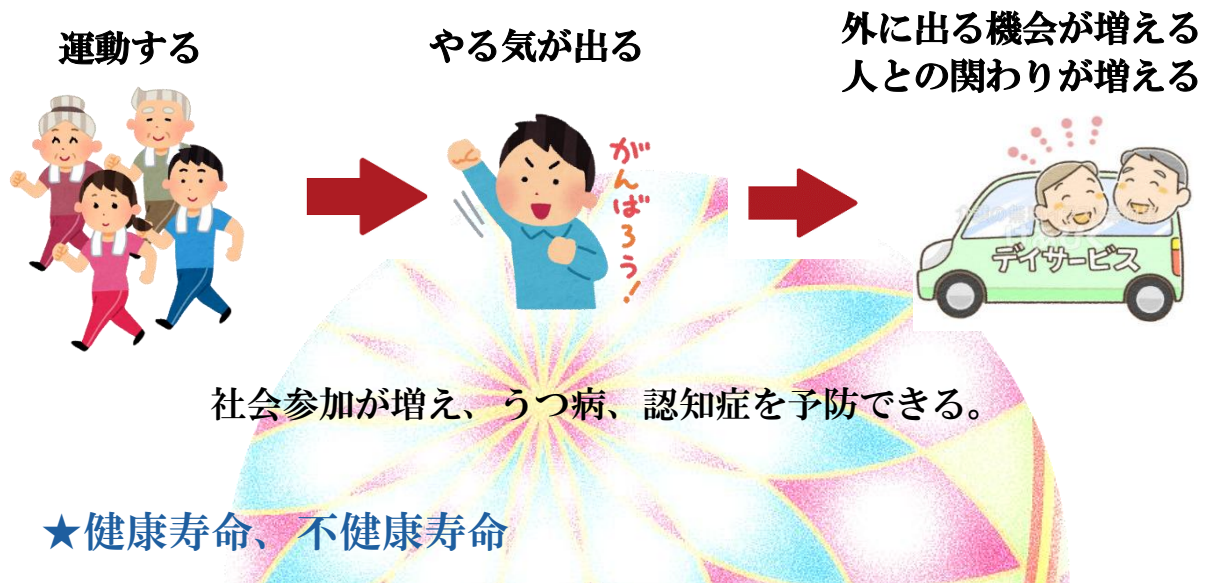 運動する
やる気が出る
外に出る機会が増える
人との関わりが増える
がんばろう!
デイサービス
社会参加が増え、うつ病、認知症を予防できる。
★健康寿命、不健康寿命